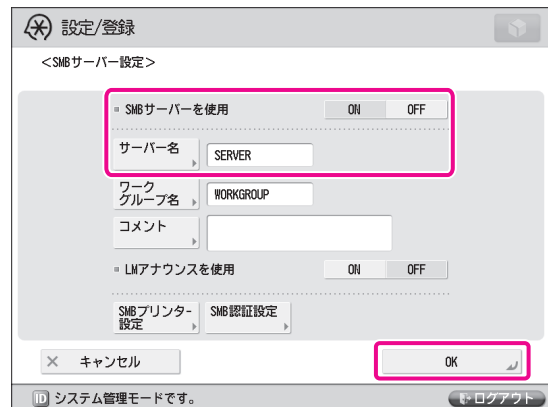 設定/登録
<SMBサーバー設定>
SMBサーバーを使用 ON OFF
サーバー名 SERVER
ワーク
グループ名 WORKGROUP
コメント
LMアナウンスを使用 ON OFF
SMBプリンター
設定
SMB認証設定
× キャンセル OK
ID システム管理モードです。 ログアウト